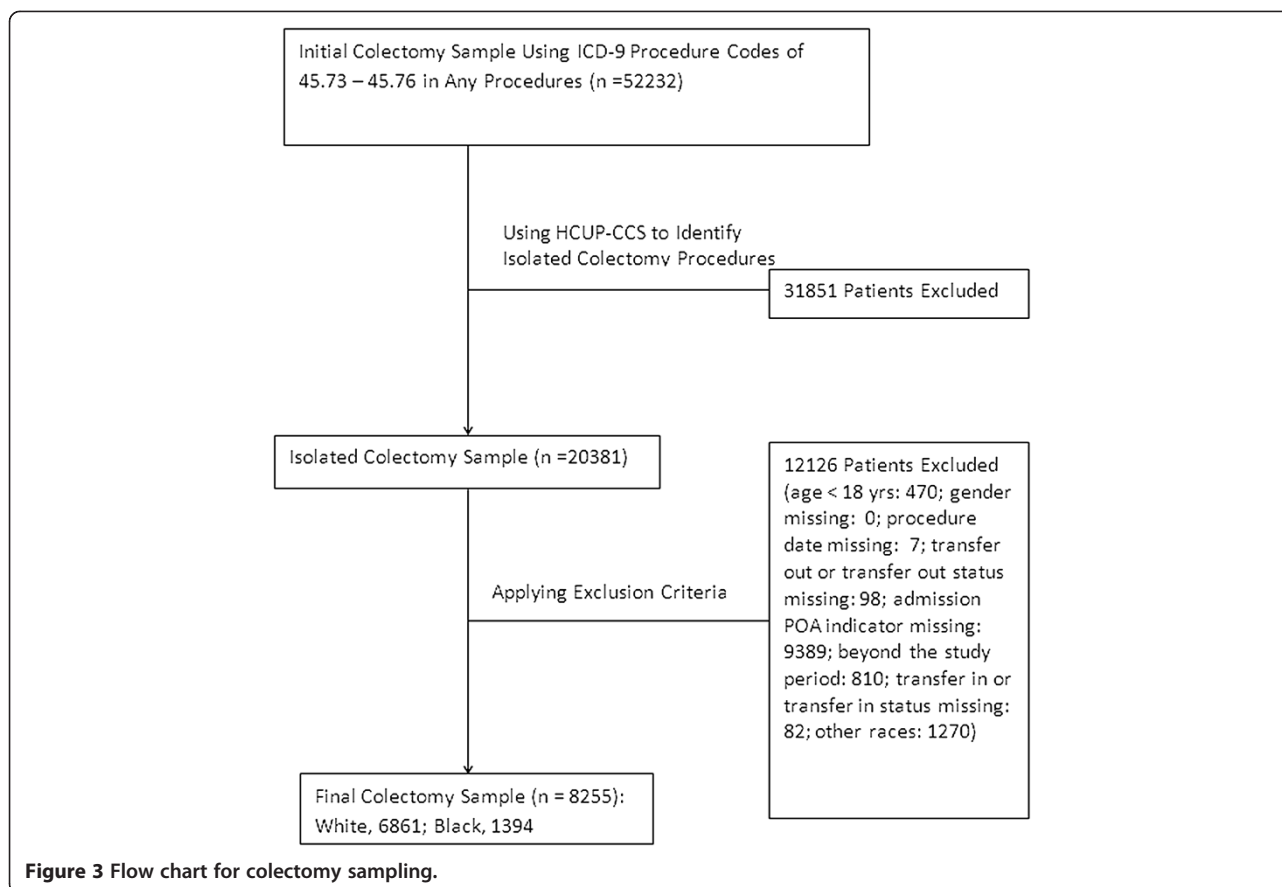 Initial Colectomy Sample Using ICD-9 Procedure Codes of
45.73 – 45.76 in Any Procedures (n =52232)
Using HCUP-CCS to Identify
Isolated Colectomy Procedures
31851 Patients Excluded
Isolated Colectomy Sample (n =20381)
12126 Patients Excluded
(age < 18 yrs: 470; gender
missing: 0; procedure
date missing: 7; transfer
out or transfer out status
missing: 98; admission
POA indicator missing:
9389; beyond the study
period: 810; transfer in or
transfer in status missing:
82; other races: 1270)
Applying Exclusion Criteria
Final Colectomy Sample (n = 8255):
White, 6861; Black, 1394
Figure 3 Flow chart for colectomy sampling.